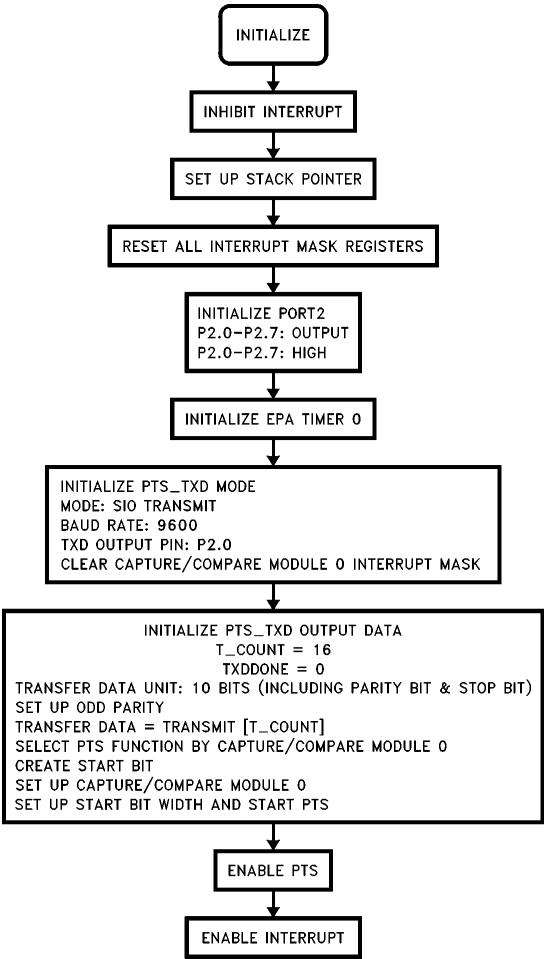 INITIALIZE
INHIBIT INTERRUPT
SET UP STACK POINTER
RESET ALL INTERRUPT MASK REGISTERS
INITIALIZE PORT2
P2.0-P2.7: OUTPUT
P2.0-P2.7: HIGH
INITIALIZE EPA TIMER 0
INITIALIZE PTS_TXD MODE
MODE: SIO TRANSMIT
BAUD RATE: 9600
TXD OUTPUT PIN: P2.0
CLEAR CAPTURE/COMPARE MODULE 0 INTERRUPT MASK
INITIALIZE PTS_TXD OUTPUT DATA
T_COUNT = 16
TXDDONE = 0
TRANSFER DATA UNIT: 10 BITS (INCLUDING PARITY BIT & STOP BIT)
SET UP ODD PARITY
TRANSFER DATA = TRANSMIT [T_COUNT]
SELECT PTS FUNCTION BY CAPTURE/COMPARE MODULE 0
CREATE START BIT
SET UP CAPTURE/COMPARE MODULE 0
SET UP START BIT WIDTH AND START PTS
ENABLE PTS
ENABLE INTERRUPT